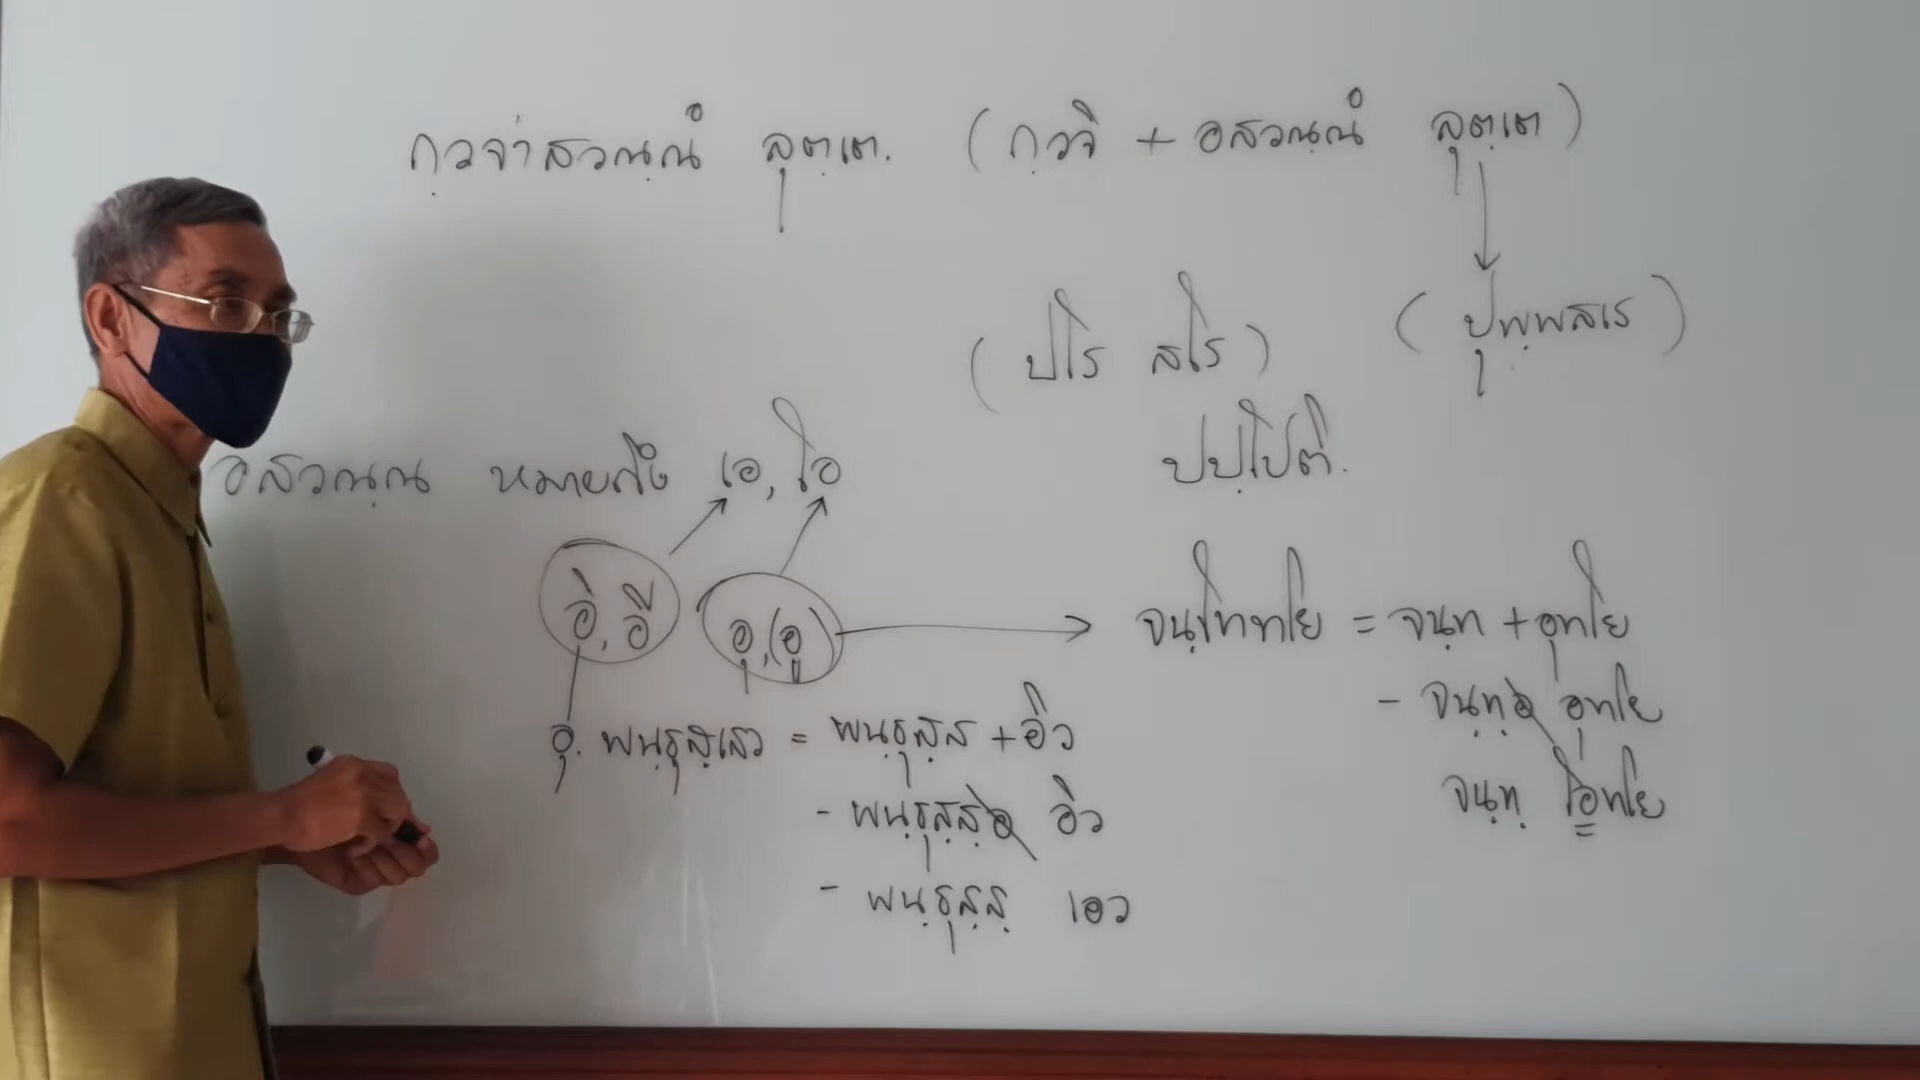 กฺวจาสวณฺณํ ลุตฺเต. (กฺวจิ + อสวณฺณํ ลุตฺเต)
(ปโร สโร) (ปุพฺพสเร)
ปปฺโปติ.
อสวณฺณ หมายถึง เอ, โอ
อิ, อี อุ,(อู) จนฺโททโย = จนฺท + อุทโย
- จนฺทฺอ อุทโย
อุ. พนฺธุสฺเสว = พนฺธุสฺส + อิว
จนฺทฺ โอทโย
- พนฺธุสฺสฺอ อิว
- พนฺธุสฺสฺ เอว